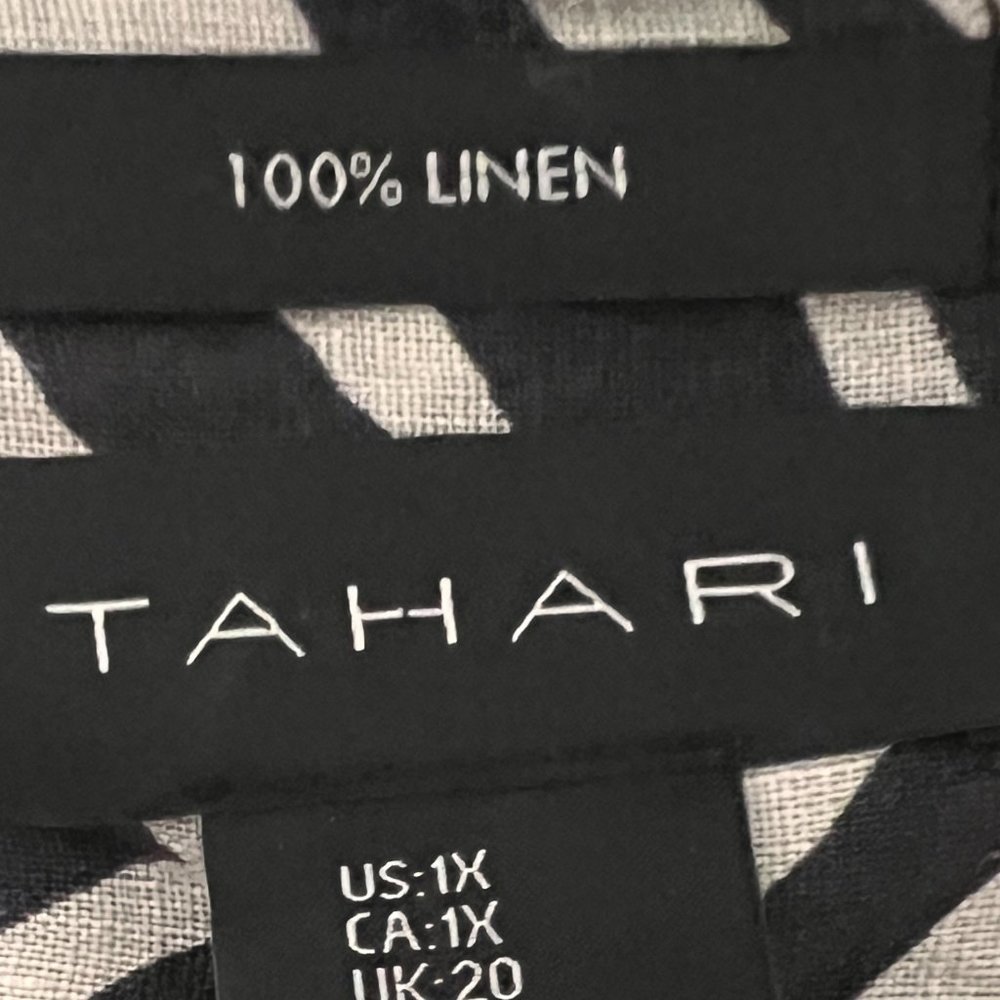 100% LINEN
TAHARI
US:1X
CA:1X
UK:20